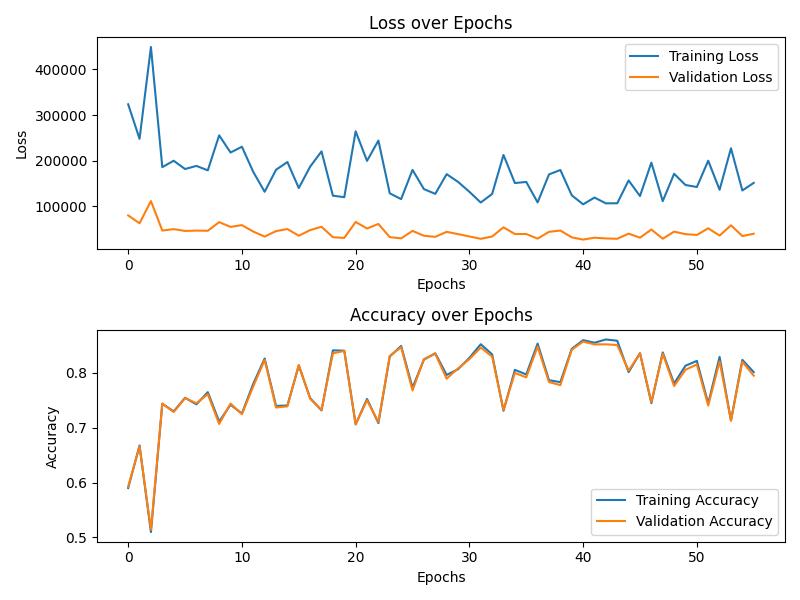 Loss over Epochs
Training Loss
Validation Loss
400000
300000
200000
100000
Loss
0 10 20 30 40 50
Epochs
Accuracy over Epochs
0.8
0.7
0.6
0.5
Accuracy
Training Accuracy
Validation Accuracy
0 10 20 30 40 50
Epochs